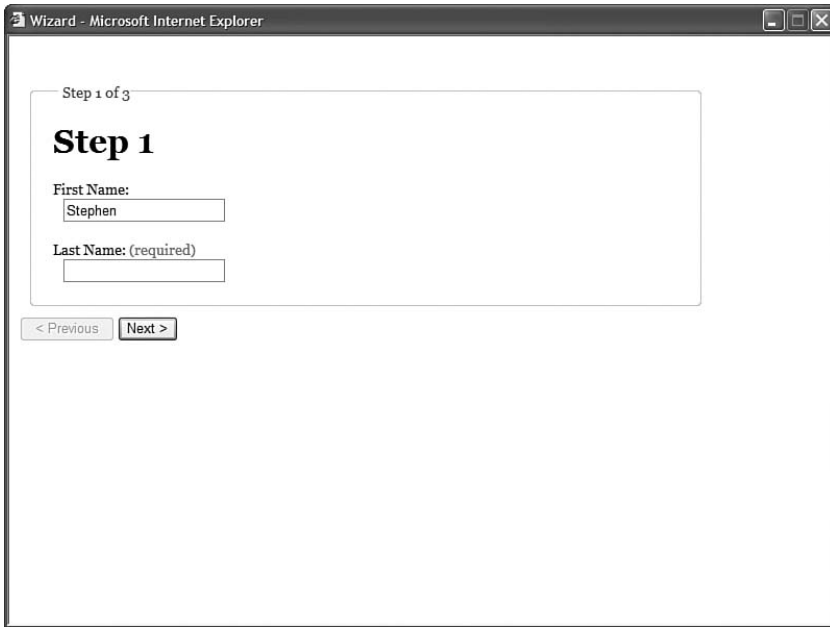 Wizard - Microsoft Internet Explorer
Step 1 of 3
Step 1
First Name:
Stephen
Last Name: (required)
< Previous Next >